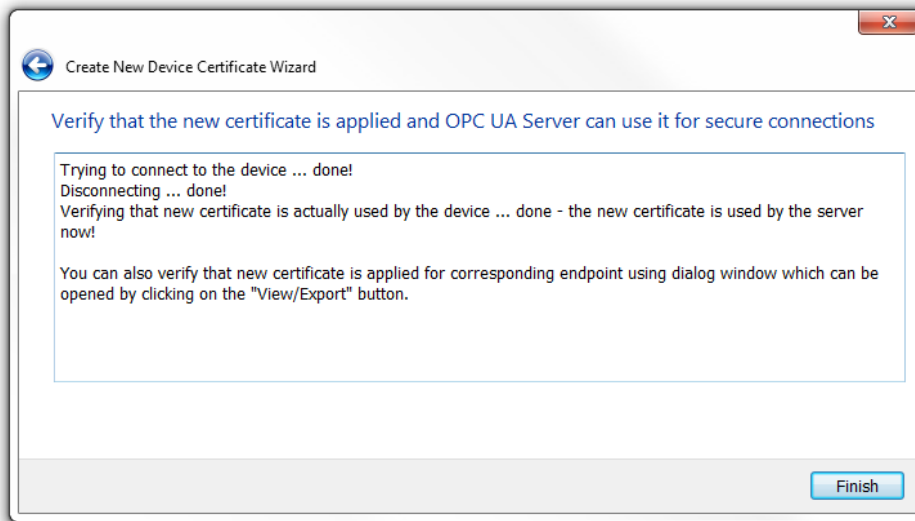 X
Create New Device Certificate Wizard
Verify that the new certificate is applied and OPC UA Server can use it for secure connections
Trying to connect to the device ... done!
Disconnecting ... done!
Verifying that new certificate is actually used by the device ... done - the new certificate is used by the server
now!
You can also verify that new certificate is applied for corresponding endpoint using dialog window which can be
opened by clicking on the "View/Export" button.
Finish